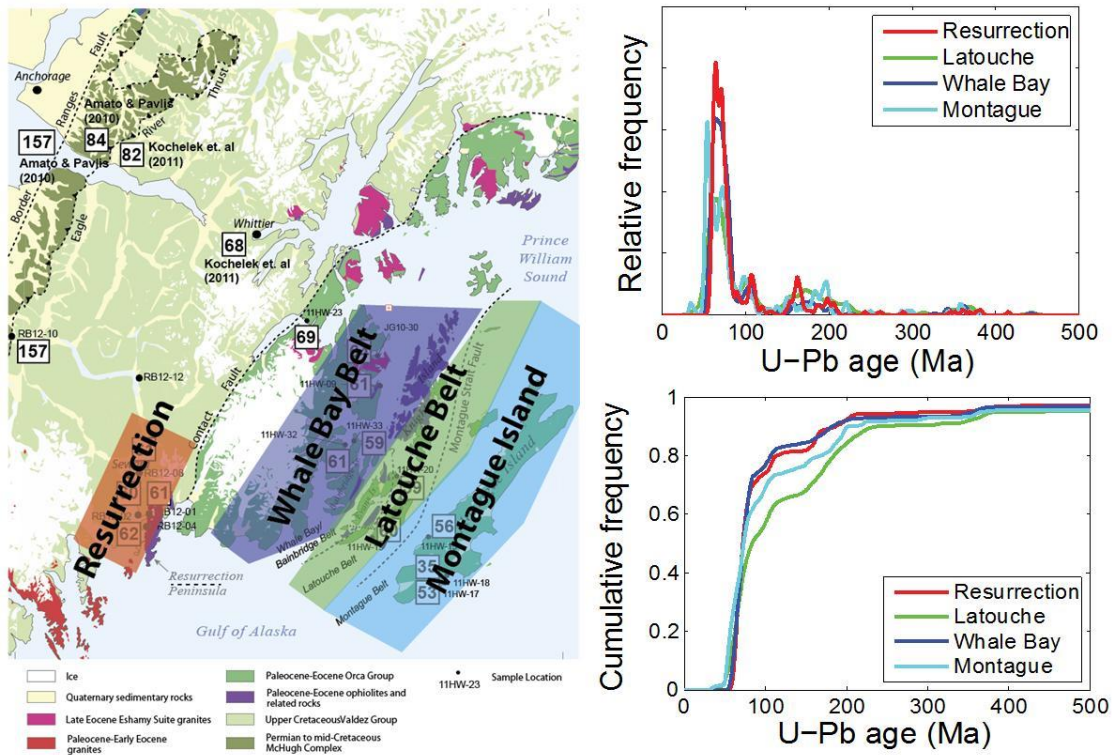 Anchorage
Ranges
Fault
Amato & Pavlis
(2010)
84
157
Amato & Pavlis
(2010)
River
Thrust
82
Kochelek et. al
(2011)
Border
Eagle
Whittier
68
Kochelek et. al
(2011)
Prince
William
Sound
RB12-10
157
RB12-12
11HW-23
69
JG10-30
Contact
Fault
11HW-09
61
11HW-33
11HW-32
59
61
Montague Strait Fault
Resurrection
Whale Bay Belt
Latouche Belt
Montague Island
Island
RB12-08
61
RB12-01
62
RB12-04
Whale Bay/
Bainbridge Belt
Latouche Belt
Montague Belt
56
35
53
11HW-18
11HW-17
Resurrection
Peninsula
Gulf of Alaska
Ice
Quaternary sedimentary rocks
Late Eocene Eshamy Suite granites
Paleocene-Early Eocene
granites
Paleocene-Eocene Orca Group
Paleocene-Eocene ophiolites and
related rocks
Upper CretaceousValdez Group
Permian to mid-Cretaceous
McHugh Complex
11HW-23
Sample Location
Relative frequency
Resurrection
Latouche
Whale Bay
Montague
0 100 200 300 400 500
U-Pb age (Ma)
Cumulative frequency
1
0.8
0.6
0.4
0.2
0
Resurrection
Latouche
Whale Bay
Montague
0 100 200 300 400 500
U-Pb age (Ma)